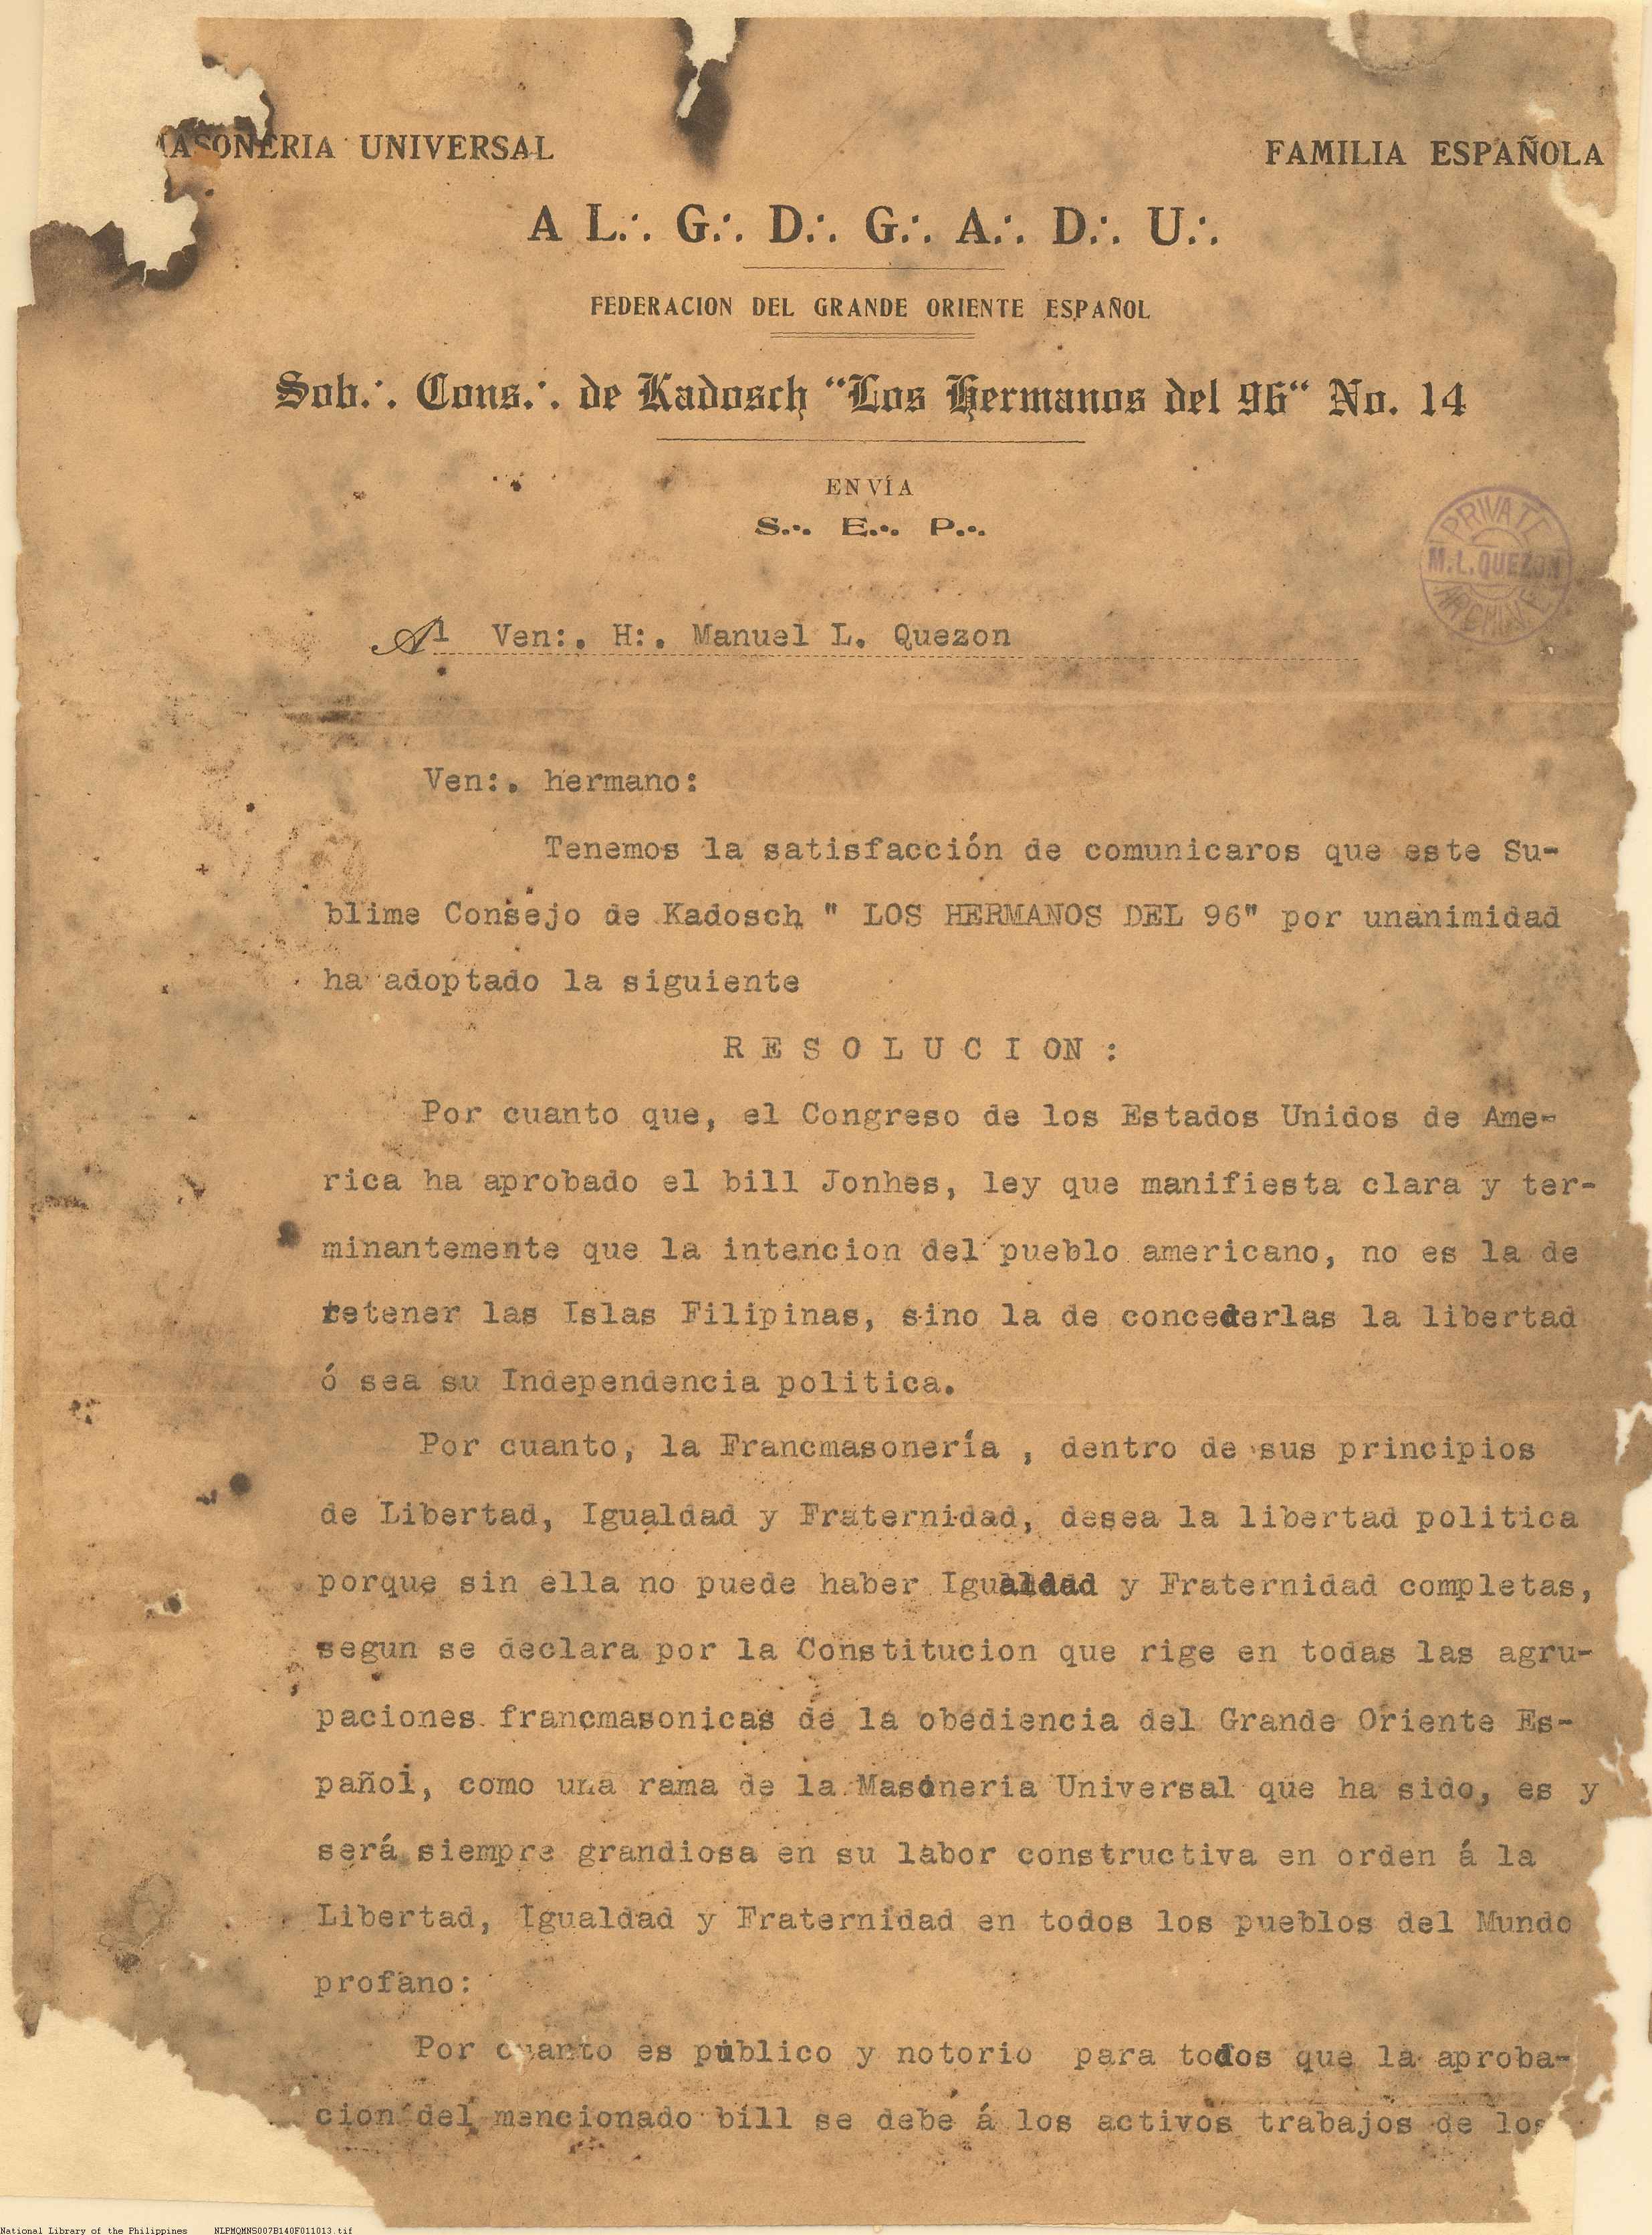 MASONERIA UNIVERSAL
FAMILIA ESPAÑOLA
A L.·. G.·. D.·. G.·. A.·. D.·. U.·.
FEDERACION DEL GRANDE ORIENTE ESPAÑOL
Sob.·. Cons.·. de Kadosch "Los Hermanos del 96" No. 14
ENVÍA
S.·. E.·. P.·.
PRIVATE
M.L.QUEZON
ARCHIVE
Al Ven:. H:. Manuel L. Quezon
Ven:. hermano:
Tenemos la satisfacción de comunicaros que este Su-
blime Consejo de Kadosch " LOS HERMANOS DEL 96" por unanimidad
ha adoptado la siguiente
R E S O L U C I ON :
Por cuanto que, el Congreso de los Estados Unidos de Ame-
rica ha aprobado el bill Jonhes, ley que manifiesta clara y ter-
minantemente que la intencion del pueblo americano, no es la de
retener las Islas Filipinas, sino la de concederlas la libertad
ó sea su Independencia politica.
Por cuanto, la Francmasonería , dentro de sus principios
de Libertad, Igualdad y Fraternidad, desea la libertad politica
porque sin ella no puede haber Igualdad y Fraternidad completas,
segun se declara por la Constitucion que rige en todas las agru-
paciones francmasonicas de la obediencia del Grande Oriente Es-
pañol, como una rama de la Masoneria Universal que ha sido, es y
será siempre grandiosa en su labor constructiva en orden á la
Libertad, Igualdad y Fraternidad en todos los pueblos del Mundo
profano:
Por cuanto es público y notorio para todos que la aproba-
cion del mencionado bill se debe á los activos trabajos de los
National Library of the Philippines NLPMQMNS007B140F011013.tif